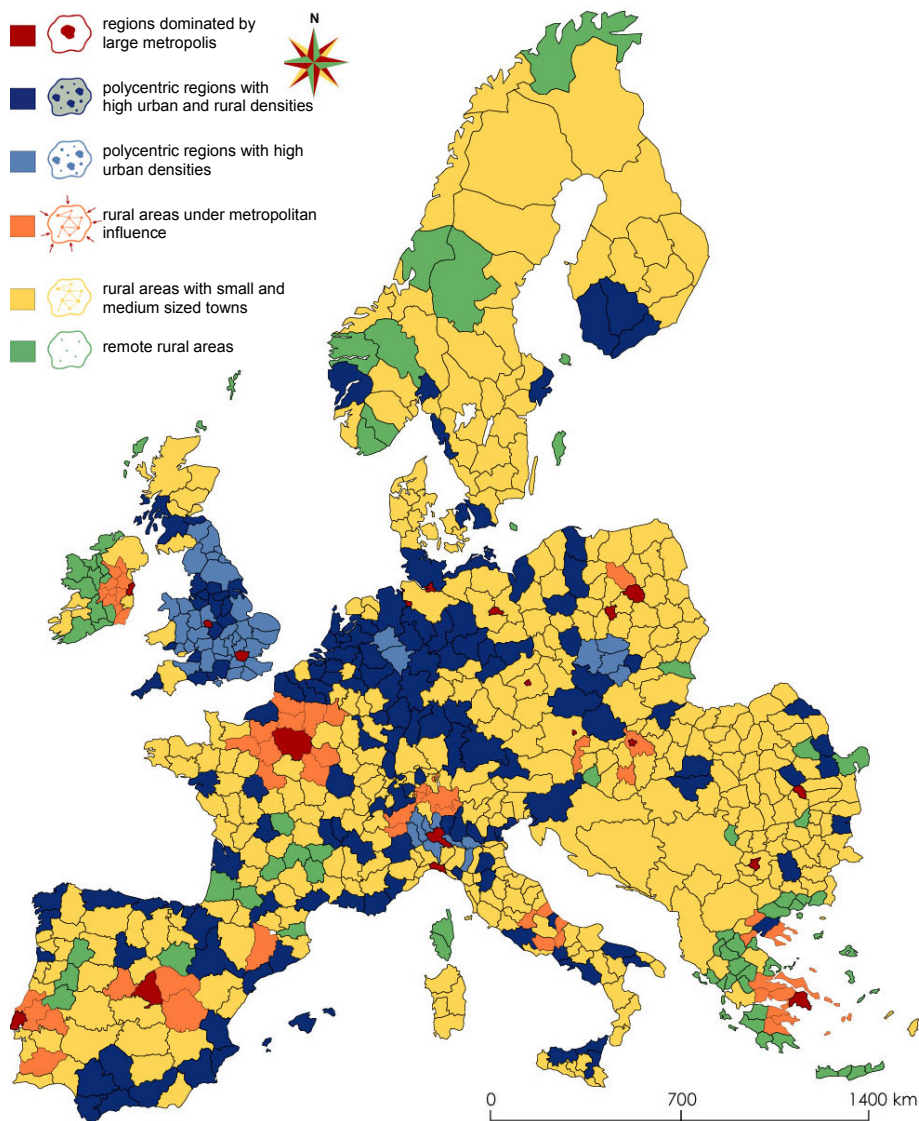 N
regions dominated by
large metropolis
polycentric regions with
high urban and rural densities
polycentric regions with high
urban densities
rural areas under metropolitan
influence
rural areas with small and
medium sized towns
remote rural areas
0 700 1400 km